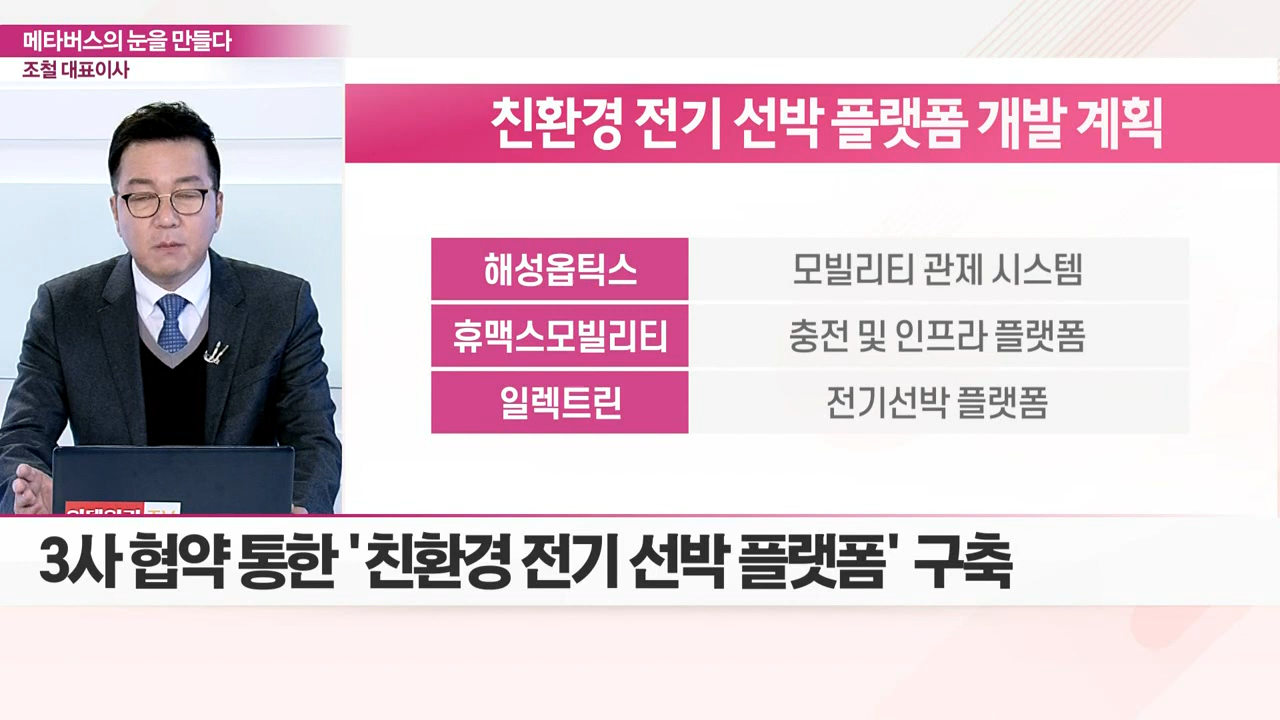 메타버스의 눈을 만들다
조철 대표이사
친환경 전기 선박 플랫폼 개발 계획
해성옵틱스 모빌리티 관제 시스템
휴맥스모빌리티 충전 및 인프라 플랫폼
일렉트린 전기선박 플랫폼
3사 협약 통한 '친환경 전기 선박 플랫폼' 구축